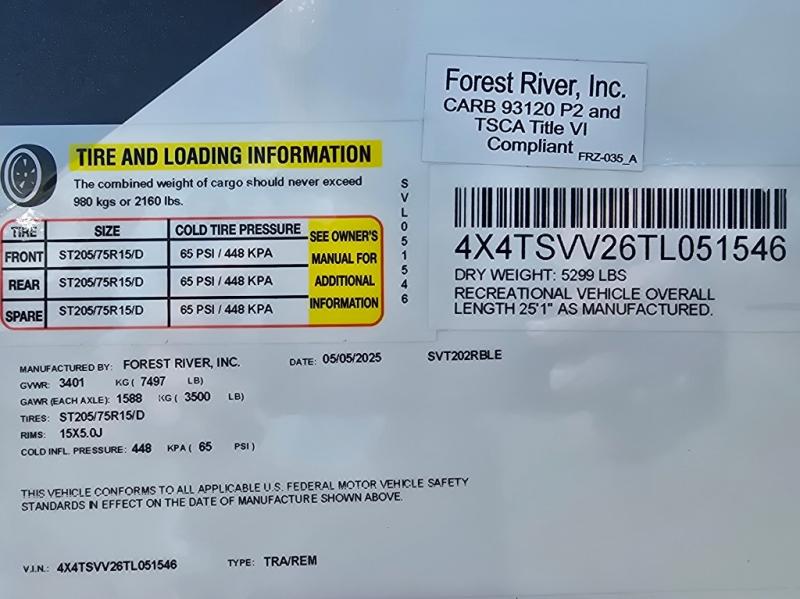 Forest River, Inc.
CARB 93120 P2 and
TSCA Title VI
Compliant
FRZ-035_A
TIRE AND LOADING INFORMATION
The combined weight of cargo should never exceed
980 kgs or 2160 lbs.
TIRE SIZE COLD TIRE PRESSURE
FRONT ST205/75R15/D 65 PSI / 448 KPA
REAR ST205/75R15/D 65 PSI / 448 KPA
SPARE ST205/75R15/D 65 PSI / 448 KPA
SEE OWNER'S
MANUAL FOR
ADDITIONAL
INFORMATION
SVL051546
4X4TSVV26TL051546
DRY WEIGHT: 5299 LBS
RECREATIONAL VEHICLE OVERALL
LENGTH 25'1" AS MANUFACTURED.
MANUFACTURED BY: FOREST RIVER, INC. DATE: 05/05/2025 SVT202RBLE
GVWR: 3401 KG ( 7497 LB)
GAWR (EACH AXLE): 1588 KG ( 3500 LB)
TIRES: ST205/75R15/D
RIMS: 15X5.0J
COLD INFL. PRESSURE: 448 KPA ( 65 PSI )
THIS VEHICLE CONFORMS TO ALL APPLICABLE U.S. FEDERAL MOTOR VEHICLE SAFETY
STANDARDS IN EFFECT ON THE DATE OF MANUFACTURE SHOWN ABOVE.
V.I.N.: 4X4TSVV26TL051546 TYPE: TRA/REM